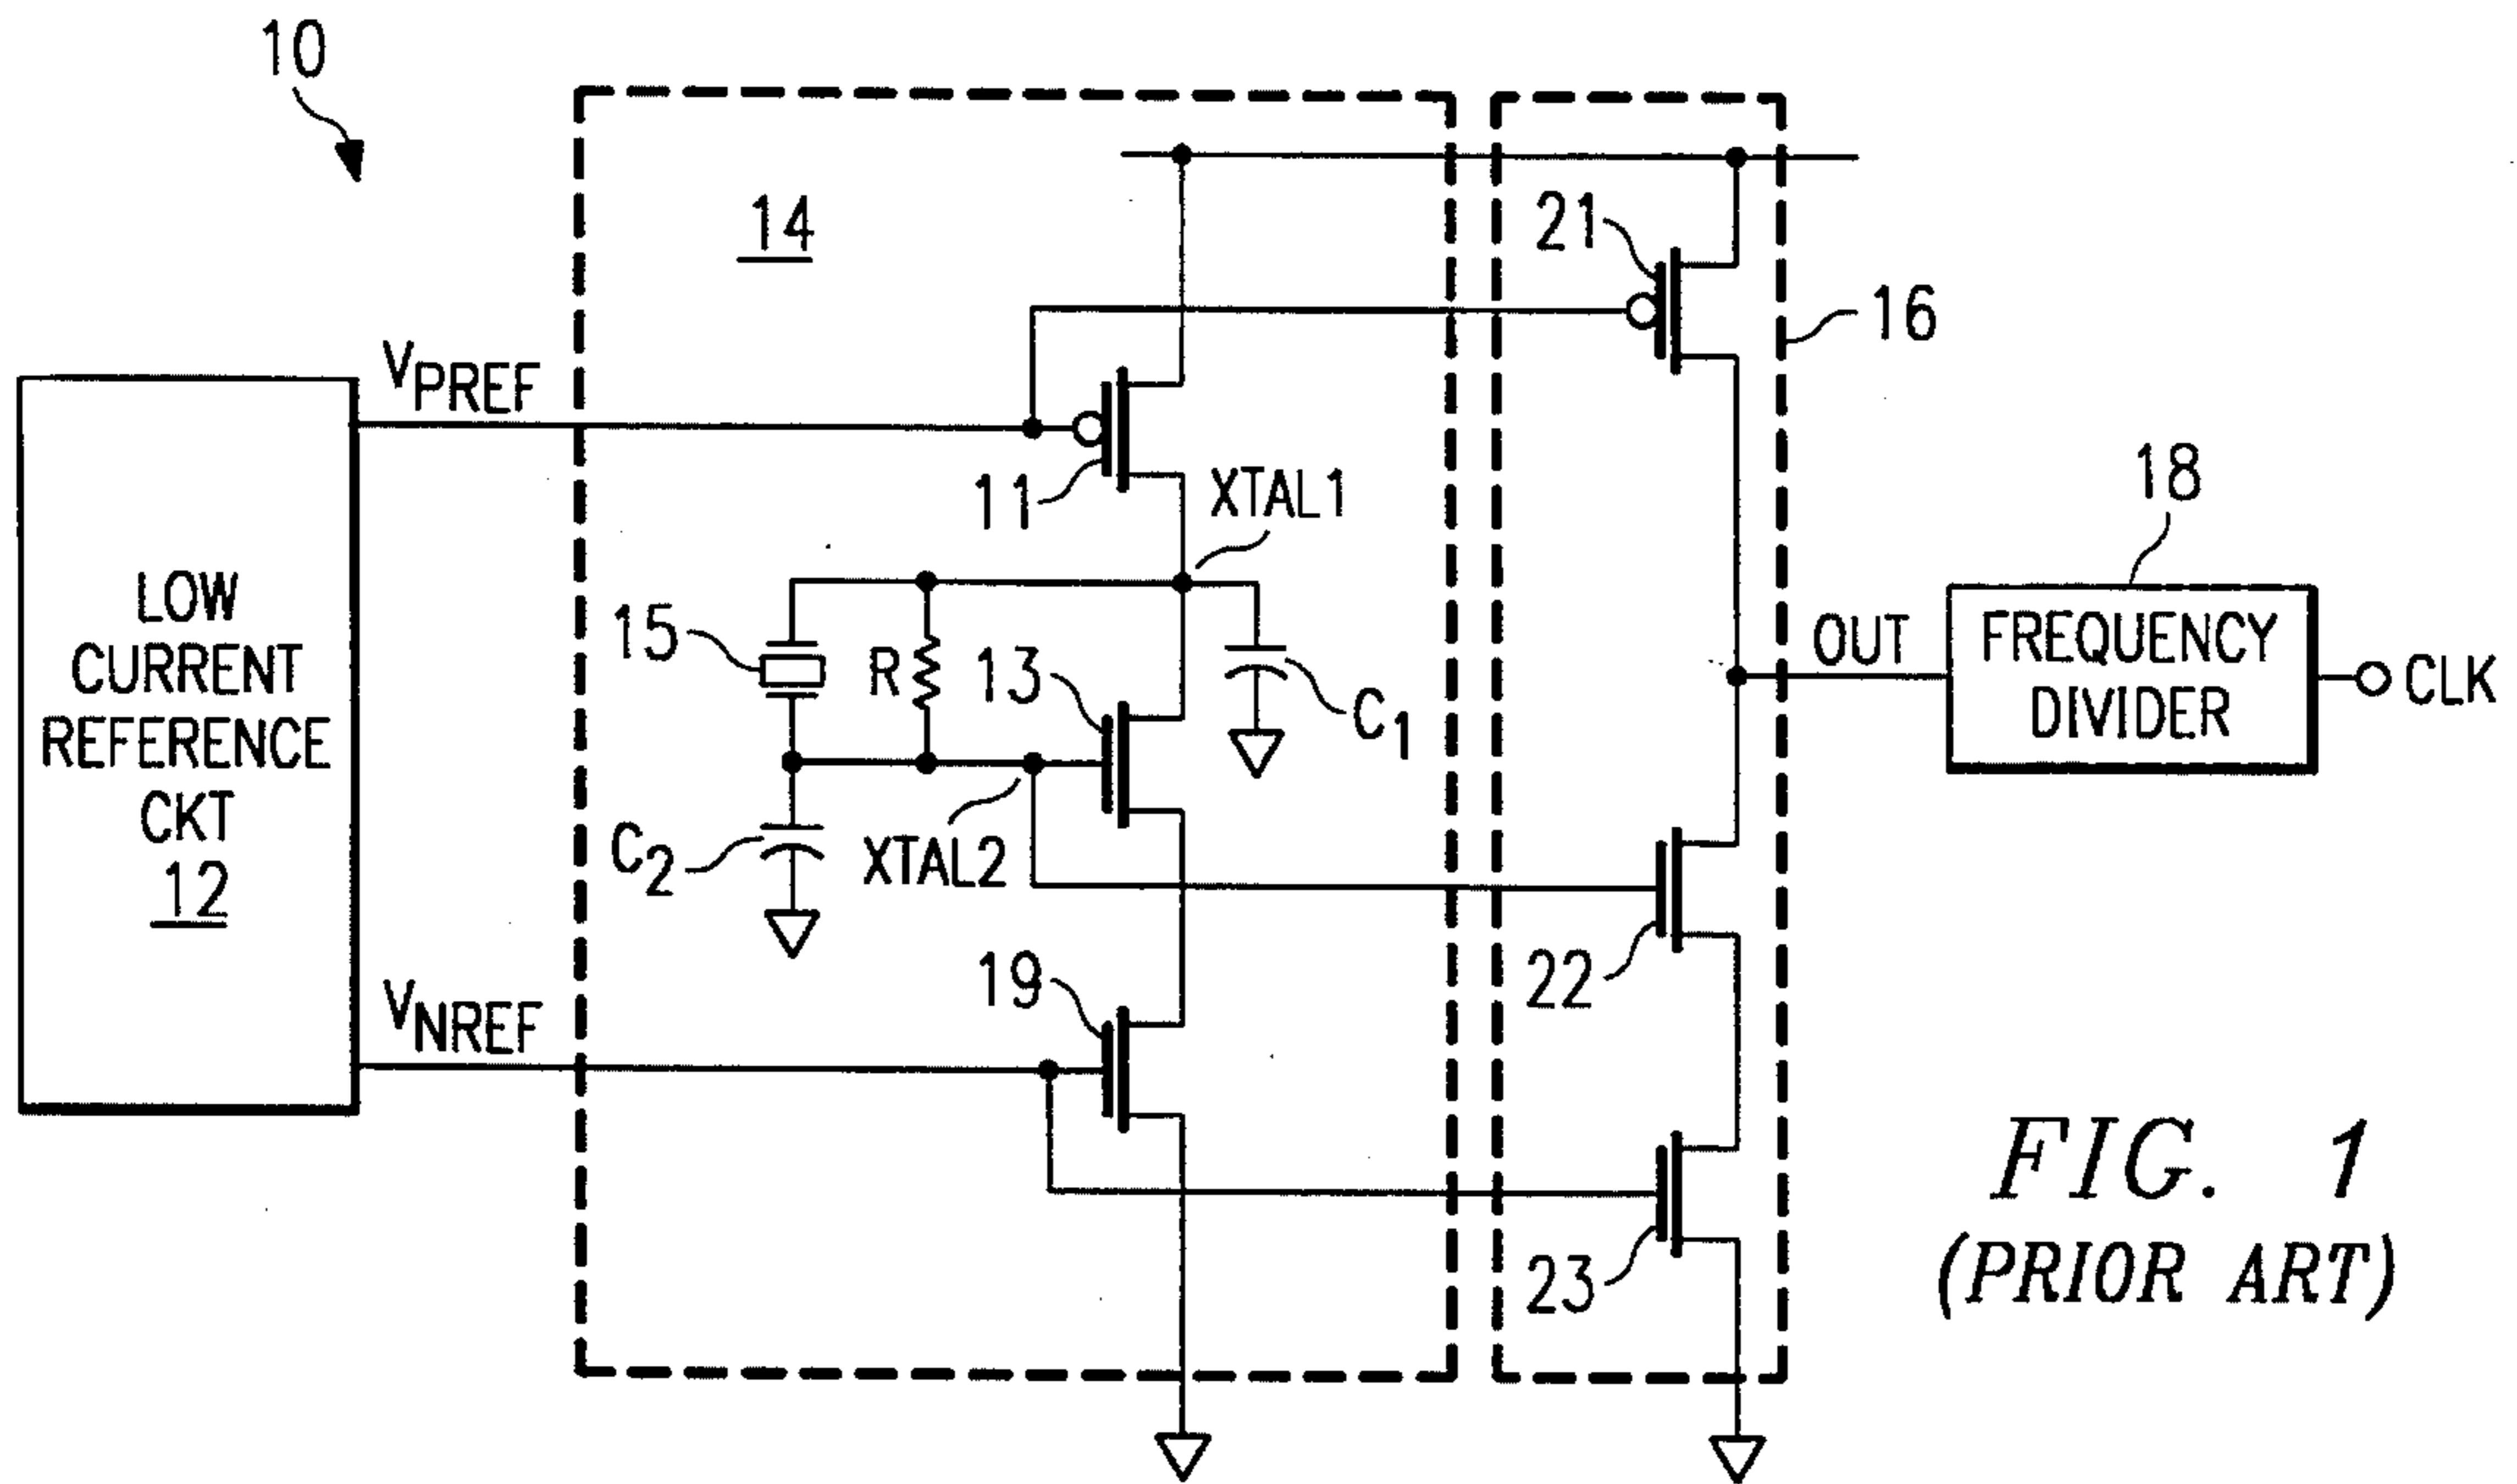 10
14
21
16
VPREF
11
XTAL1
18
LOW
CURRENT
REFERENCE
CKT
12
15
R
13
C1
OUT
FREQUENCY
DIVIDER
CLK
C2
XTAL2
22
19
VNREF
23
FIG. 1
(PRIOR ART)